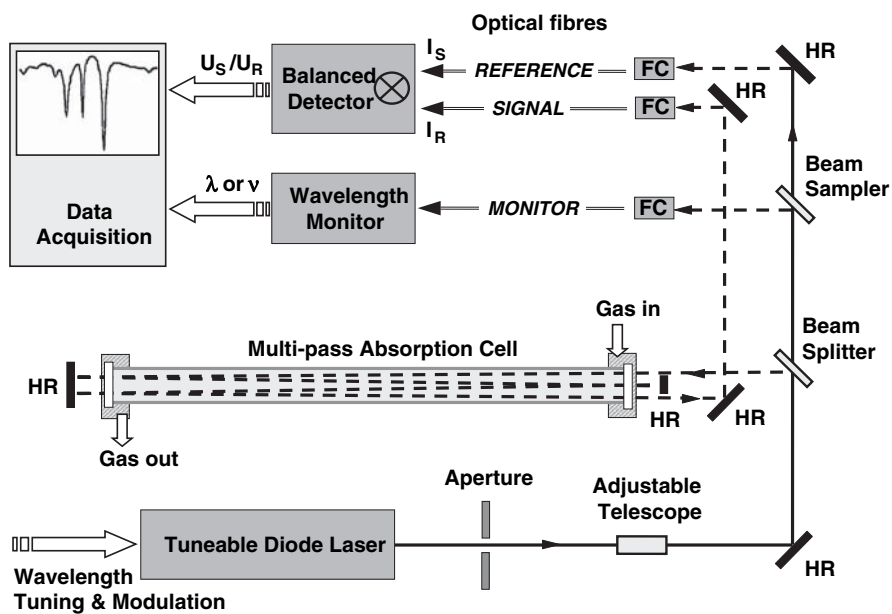 Optical fibres
HR
U_S/U_R
Balanced
Detector
I_S
REFERENCE
FC
HR
SIGNAL
FC
I_R
Beam
Sampler
λ or ν
Wavelength
Monitor
MONITOR
FC
Data
Acquisition
Gas in
Beam
Splitter
Multi-pass Absorption Cell
HR
HR
HR
Gas out
Aperture
Adjustable
Telescope
Tuneable Diode Laser
HR
Wavelength
Tuning & Modulation